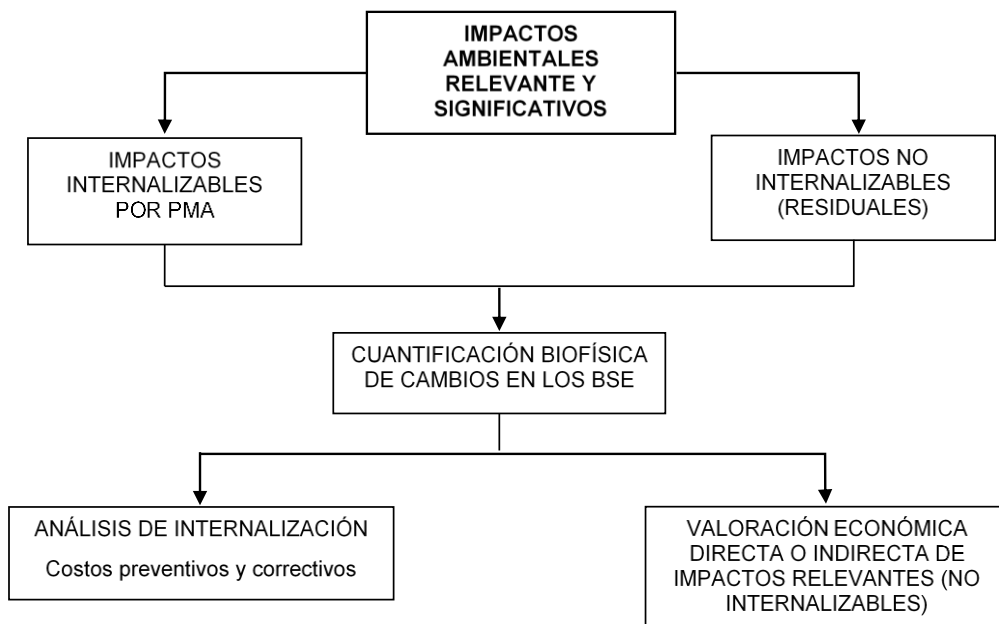 IMPACTOS
AMBIENTALES
RELEVANTE Y
SIGNIFICATIVOS
IMPACTOS
INTERNALIZABLES
POR PMA
IMPACTOS NO
INTERNALIZABLES
(RESIDUALES)
CUANTIFICACIÓN BIOFÍSICA
DE CAMBIOS EN LOS BSE
ANÁLISIS DE INTERNALIZACIÓN
Costos preventivos y correctivos
VALORACIÓN ECONÓMICA
DIRECTA O INDIRECTA DE
IMPACTOS RELEVANTES (NO
INTERNALIZABLES)